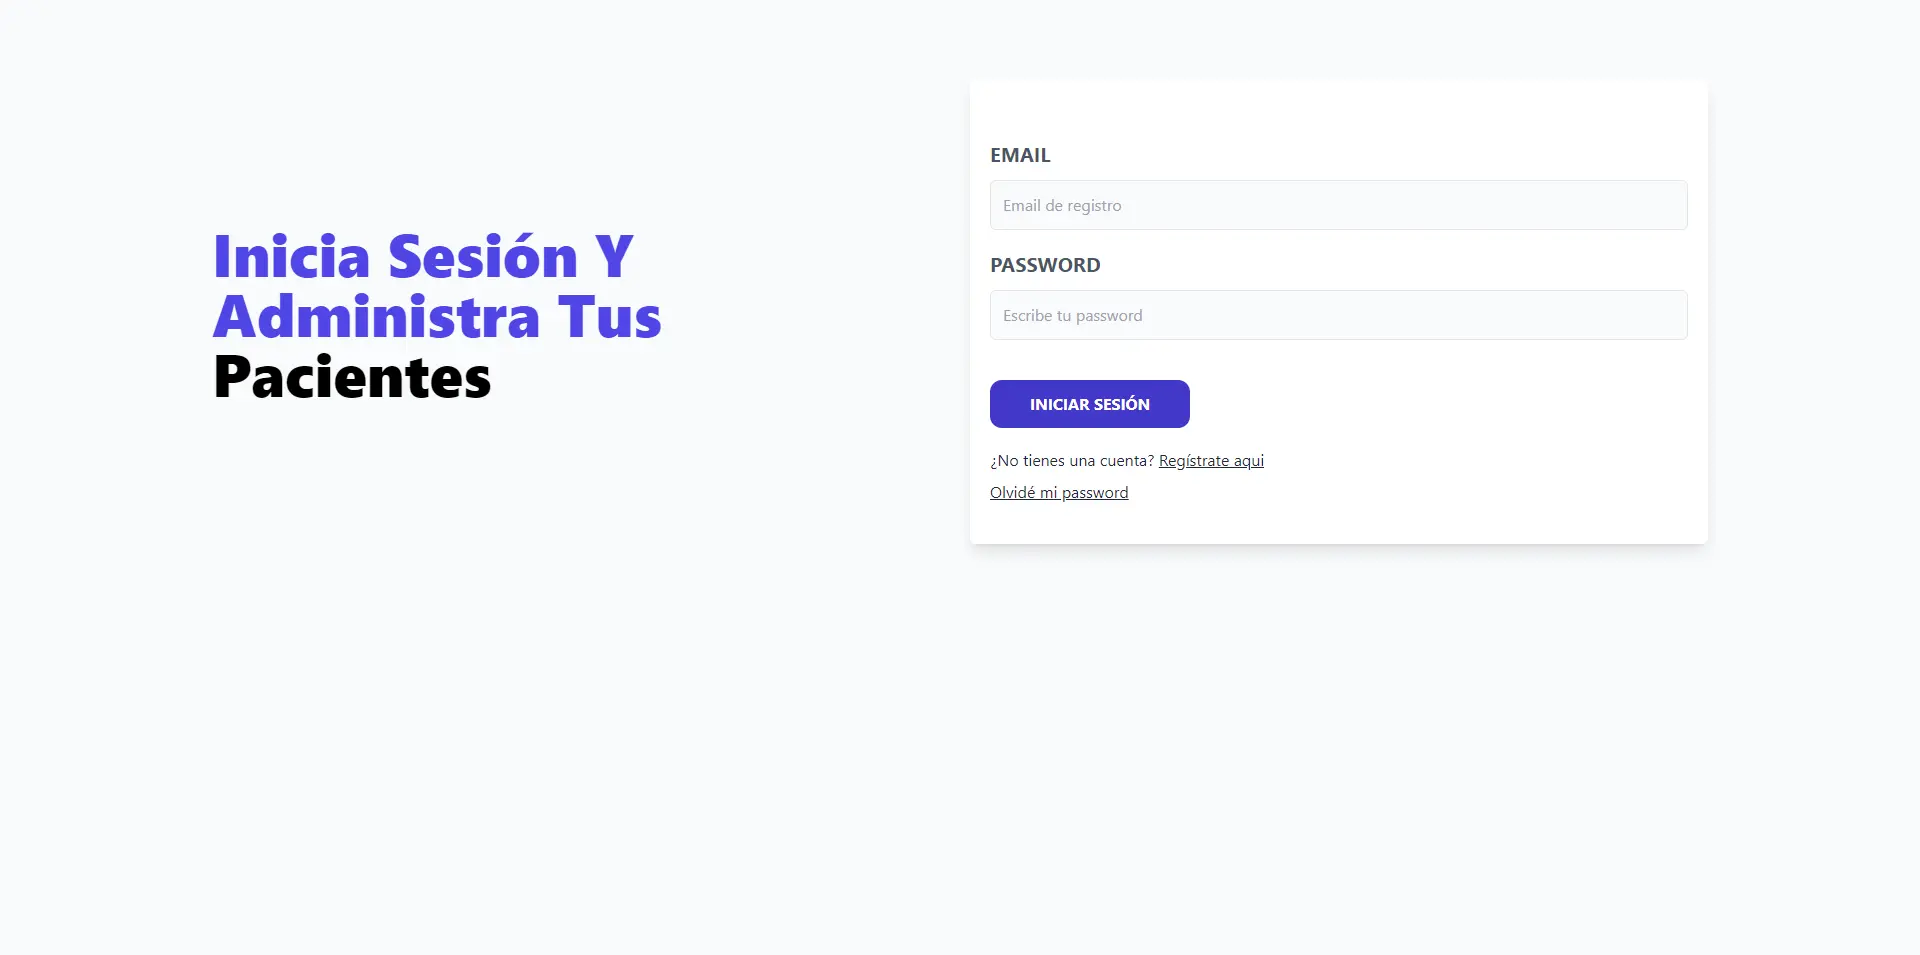 Inicia Sesión Y
Administra Tus
Pacientes
EMAIL
Email de registro
PASSWORD
Escribe tu password
INICIAR SESIÓN
¿No tienes una cuenta? Regístrate aqui
Olvidé mi password